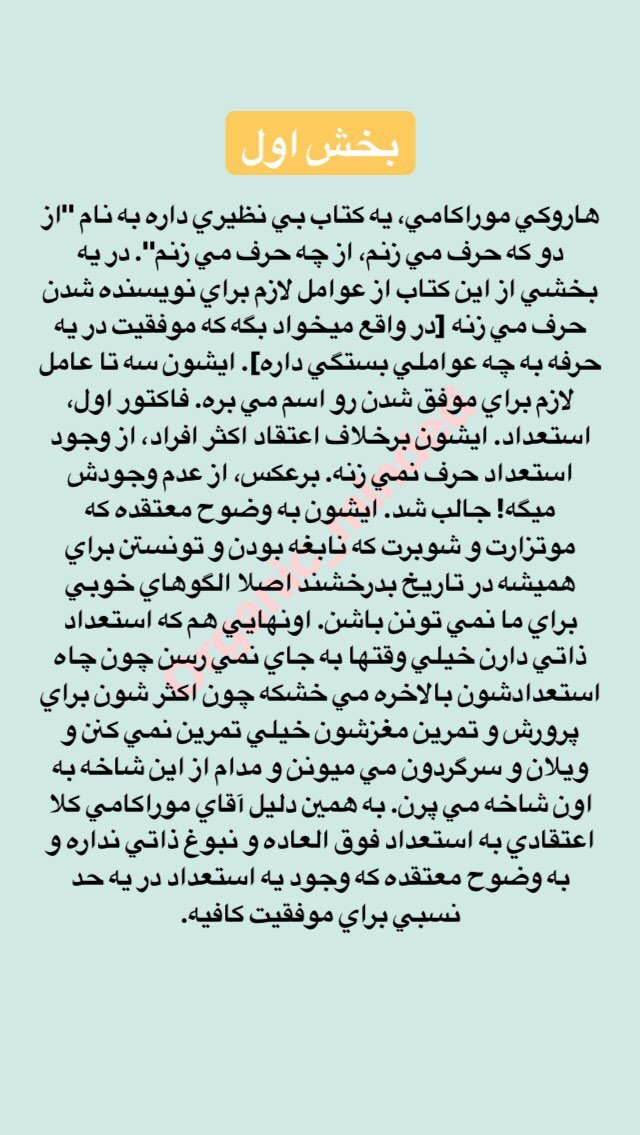 بخش اول
هاروكي موراكامي، يه كتاب بي نظيري داره به نام "از
دو كه حرف مي زنم، از چه حرف مي زنم". در يه
بخشي از اين كتاب از عوامل لازم براي نويسنده شدن
حرف مي زنه [در واقع ميخواد بگه كه موفقيت در يه
حرفه به چه عواملي بستگي داره]. ايشون سه تا عامل
لازم براي موفق شدن رو اسم مي بره. فاكتور اول،
استعداد. ايشون برخلاف اعتقاد اكثر افراد، از وجود
استعداد حرف نمي زنه. برعكس، از عدم وجودش
ميگه! جالب شد. ايشون به وضوح معتقده كه
موتزارت و شوبرت كه نابغه بودن و تونستن براي
هميشه در تاريخ بدرخشند اصلا الگوهاي خوبي
براي ما نمي تونن باشن. اونهايي هم كه استعداد
ذاتي دارن خيلي وقتها به جاي نمي رسن چون چاه
استعدادشون بالاخره مي خشكه چون اكثر شون براي
پرورش و تمرين مغزشون خيلي تمرين نمي كنن و
ويلان و سرگردون مي ميونن و مدام از اين شاخه به
اون شاخه مي پرن. به همين دليل آقاي موراكامي كلا
اعتقادي به استعداد فوق العاده و نبوغ ذاتي نداره و
به وضوح معتقده كه وجود يه استعداد در يه حد
نسبي براي موفقيت كافيه.
organic_minded